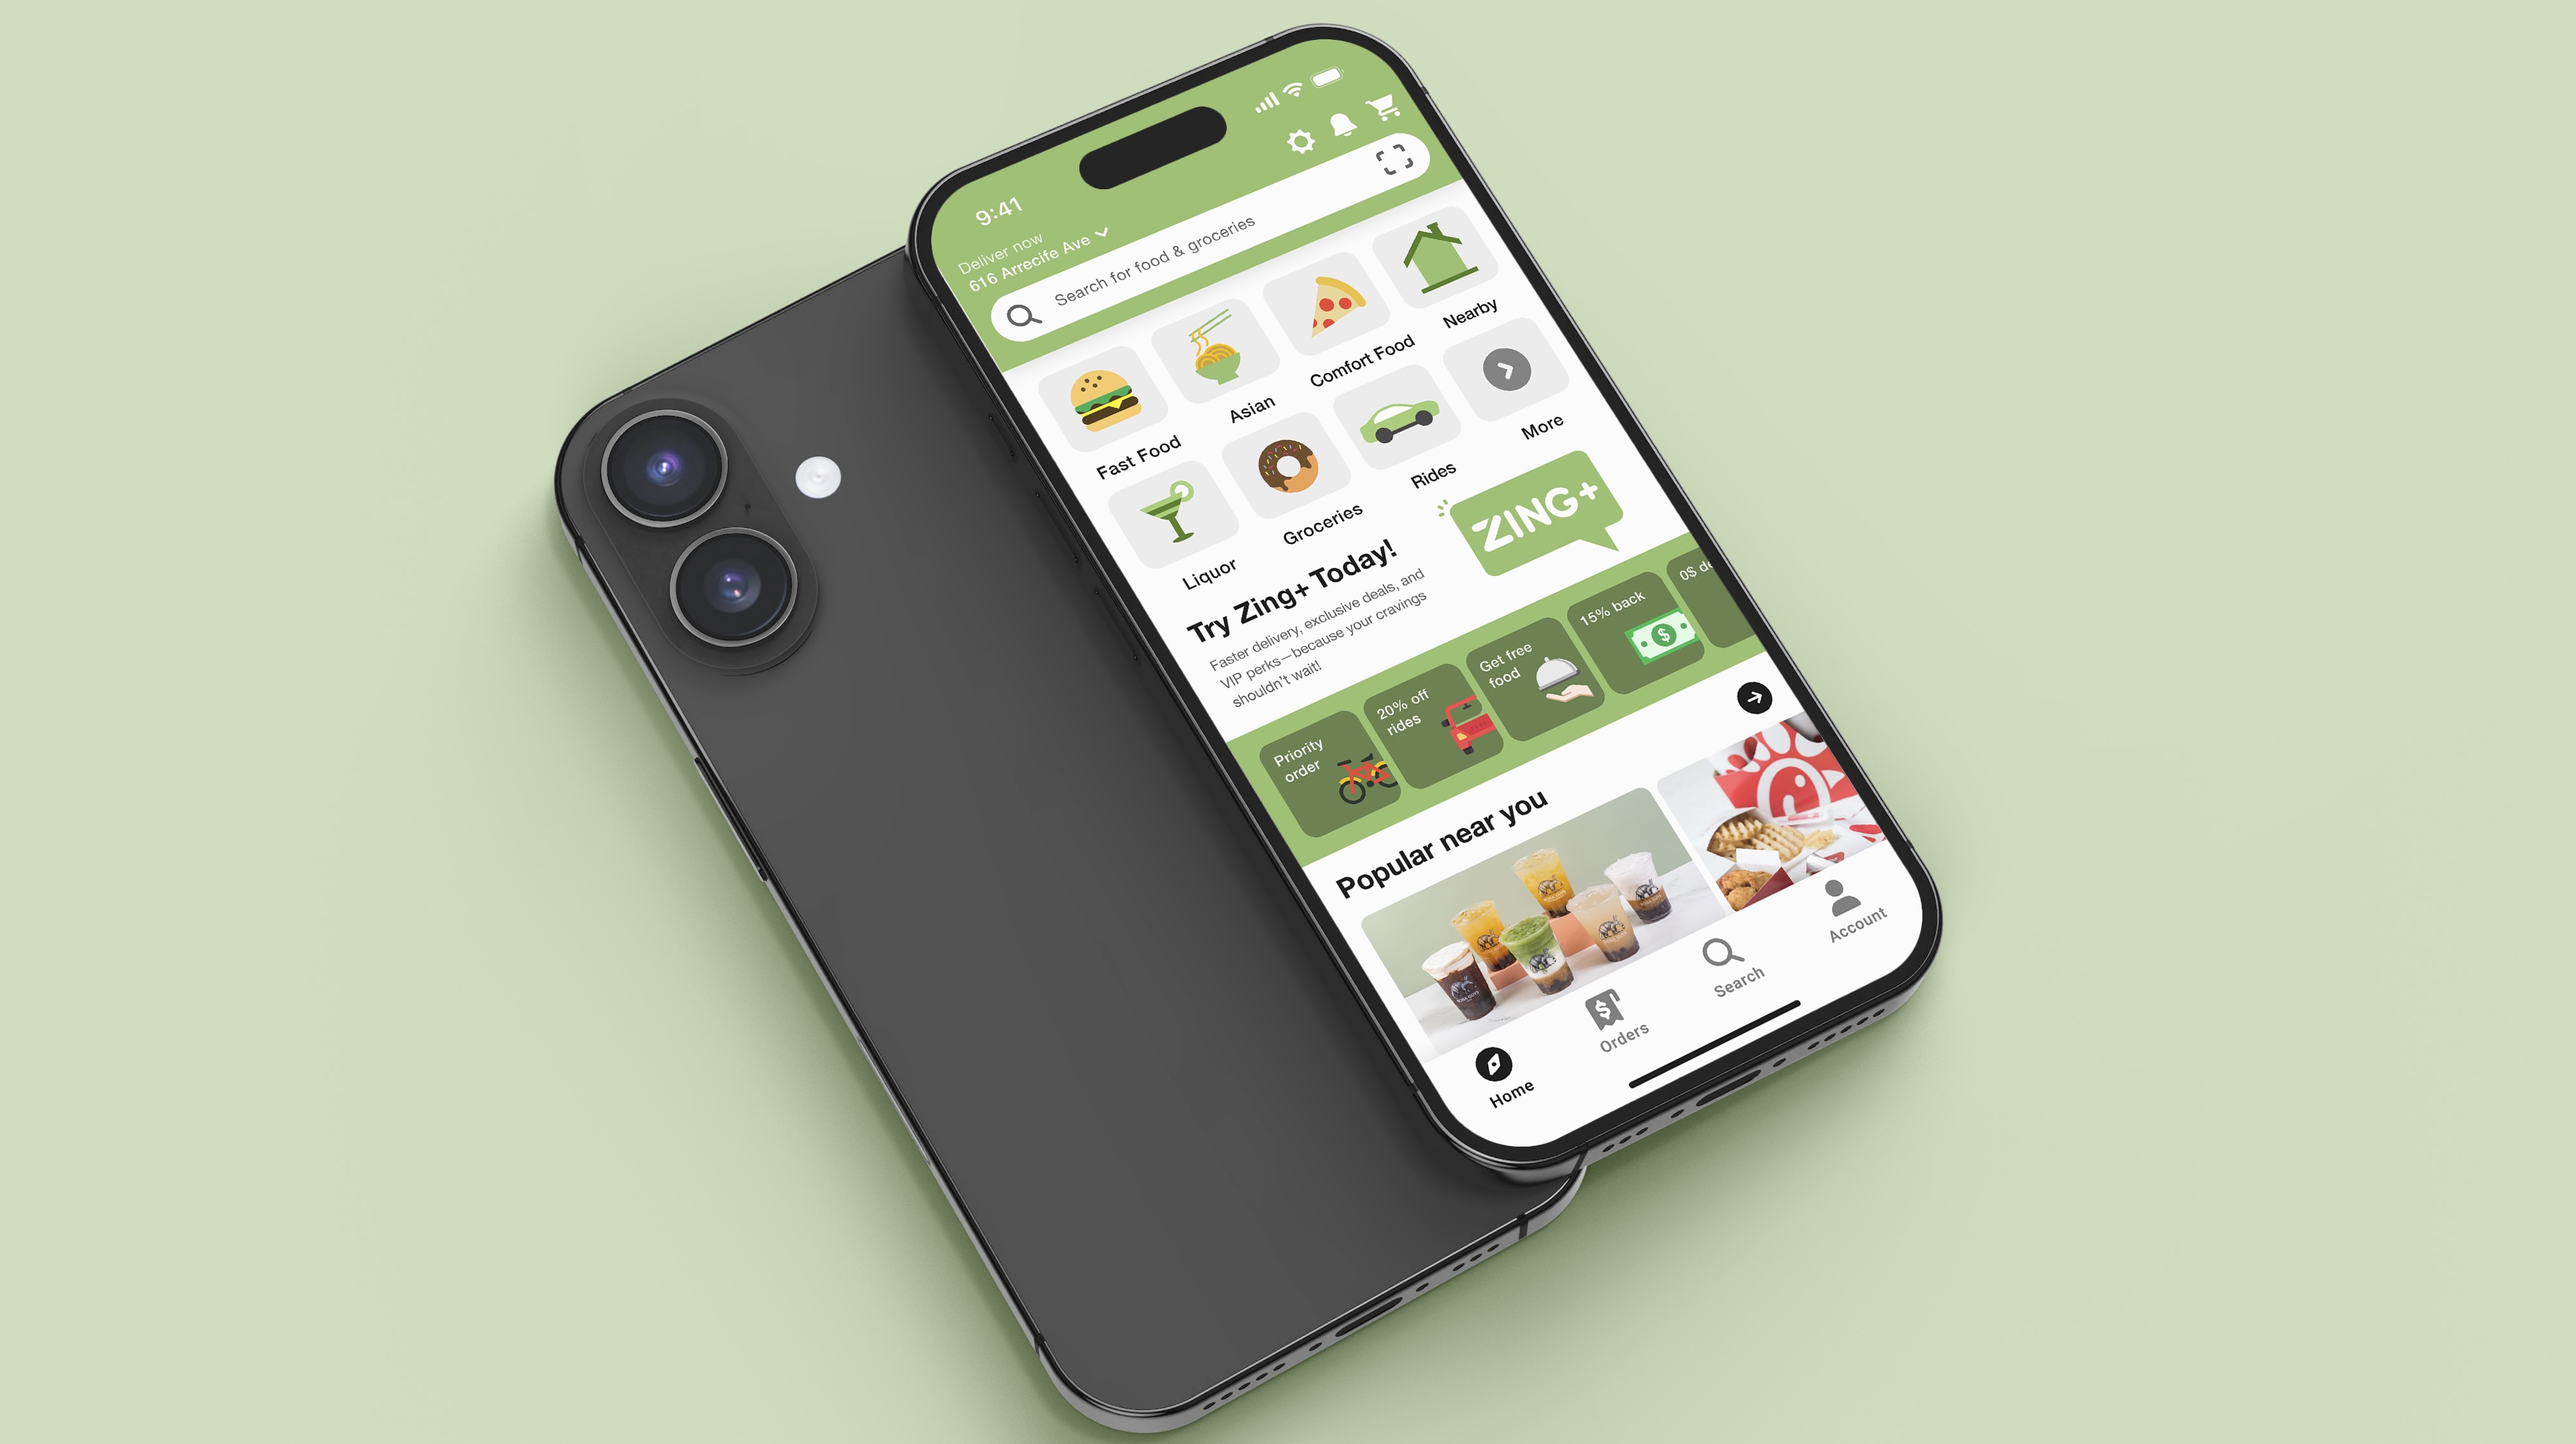 9:41
Deliver now
616 Arrecife Ave
Search for food & groceries
Fast Food
Asian
Comfort Food
Nearby
Liquor
Groceries
Rides
More
Try Zing+ Today!
Faster delivery, exclusive deals, and
VIP perks—because your cravings
shouldn't wait!
ZING+
Priority
order
20% off
rides
Get free
food
15% back
0$
Popular near you
Home
Orders
Search
Account